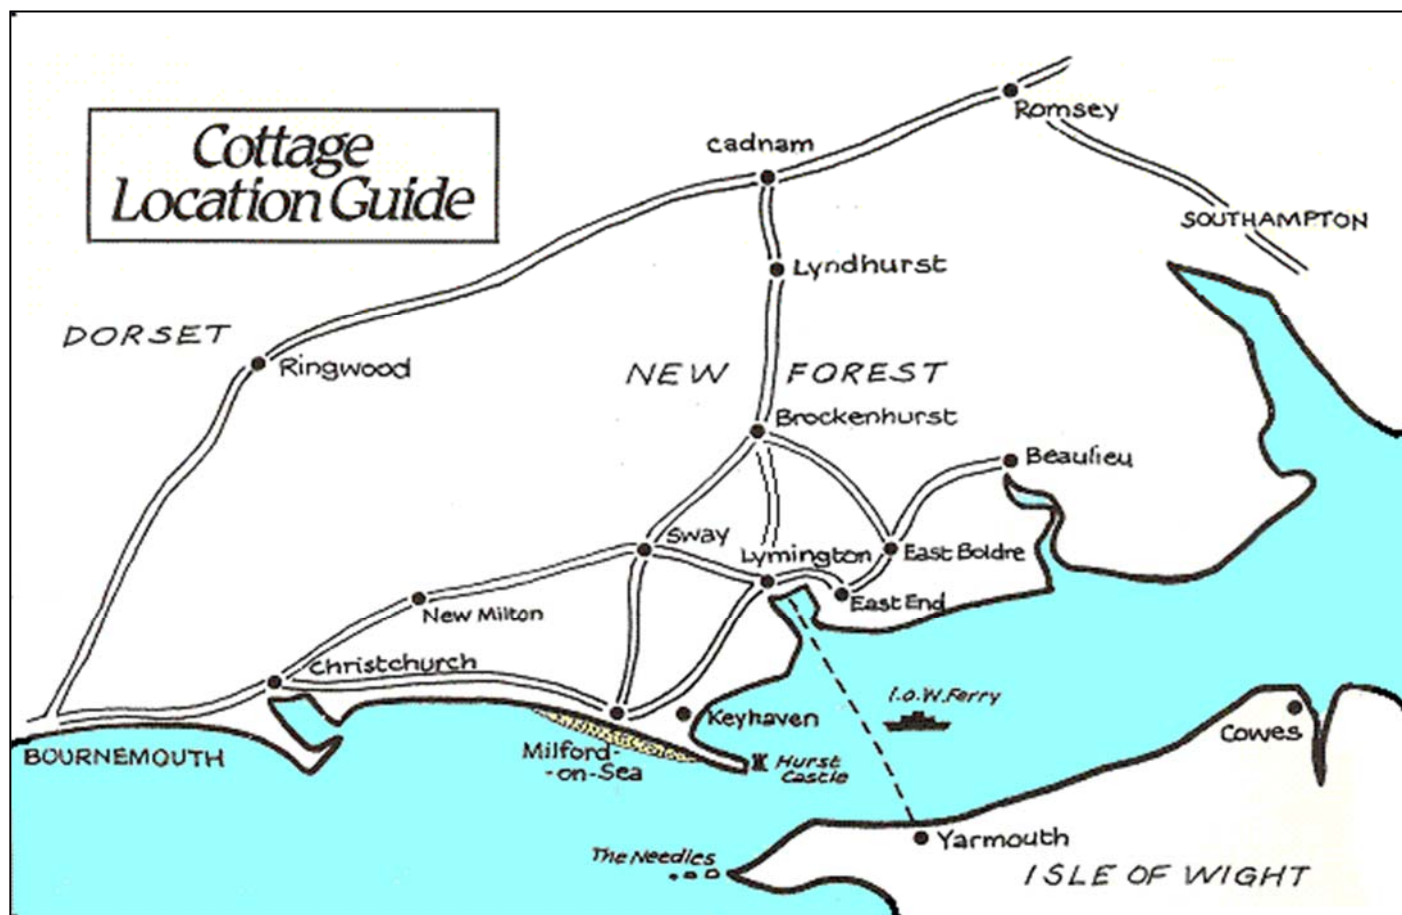 Cottage
Location Guide
Romsey
Cadnam
SOUTHAMPTON
Lyndhurst
DORSET
Ringwood
NEW FOREST
Brockenhurst
Beaulieu
Sway
Lymington
East Boldre
East End
New Milton
Christchurch
I.O.W. Ferry
Keyhaven
Cowes
BOURNEMOUTH
Milford-
-on-Sea
Hurst
Castle
Yarmouth
The Needles
ISLE OF WIGHT